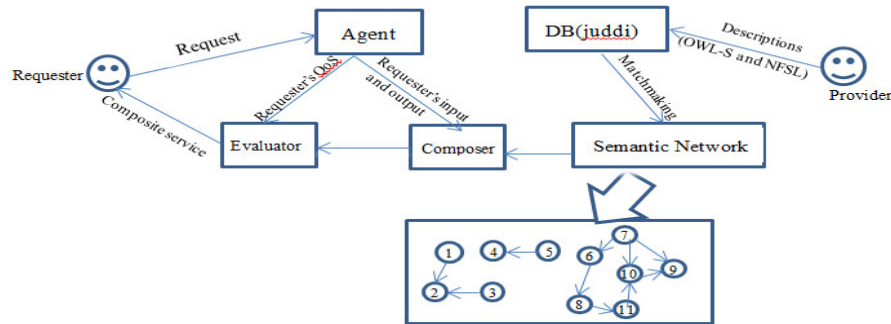 Request
Agent
DB(juddi)
Descriptions
(OWL-S and NFSL)
Requester
Provider
Requester's QoS
Requester's input
and output
Matchmaking
Composite service
Evaluator
Composer
Semantic Network
1
4
5
7
6
10
9
2
3
8
11